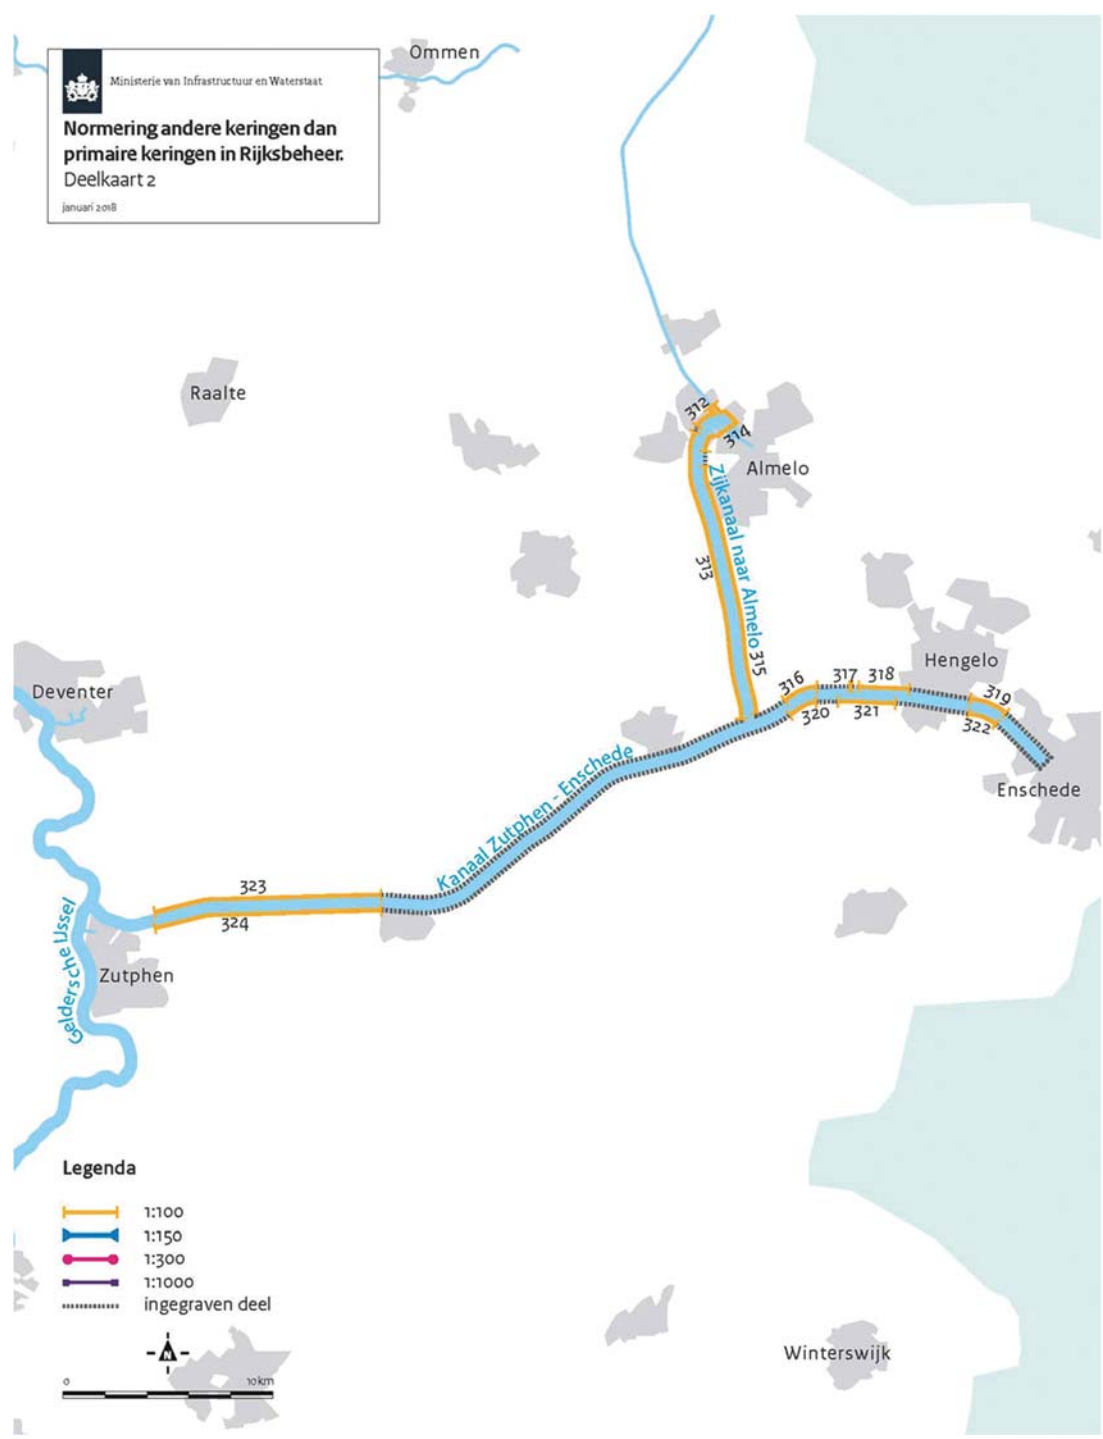 Ommen
Ministerie van Infrastructuur en Waterstaat
Normering andere keringen dan
primaire keringen in Rijksbeheer.
Deelkaart 2
januari 2018
Raalte
312
314
Almelo
Zijkanaal naar Almelo
313
315
Hengelo
Deventer
316
317
318
319
320
321
322
Enschede
Kanaal Zutphen - Enschede
323
324
Geldersche IJssel
Zutphen
Legenda
1:100
1:150
1:300
1:1000
ingegraven deel
N
0 10km
Winterswijk